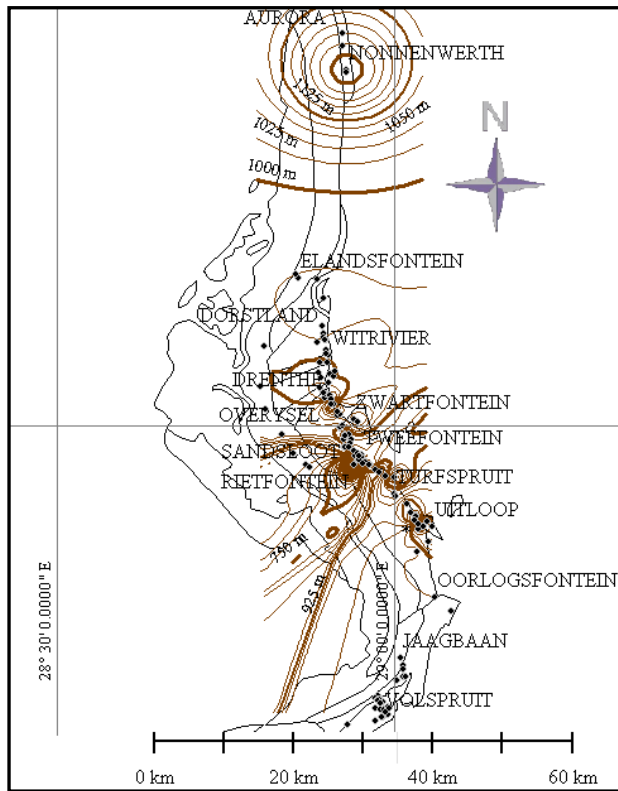 AURORA
NONNENWERTH
1125 m
1050 m
1025 m
1000 m
N
ELANDSFONTEIN
DORSTLAND
WITRIVIER
DRENTHE
ZWARTFONTEIN
OVERYSEL
TWEEFONTEIN
SANDSLOOT
TURFSPRUIT
RIETFONTEIN
UITLOOP
750 m
OORLOGSFONTEIN
925 m
28° 30' 0.0000" E
29° 00' 0.0000" E
JAAGBAAN
VOLSPRUIT
0 km
20 km
40 km
60 km